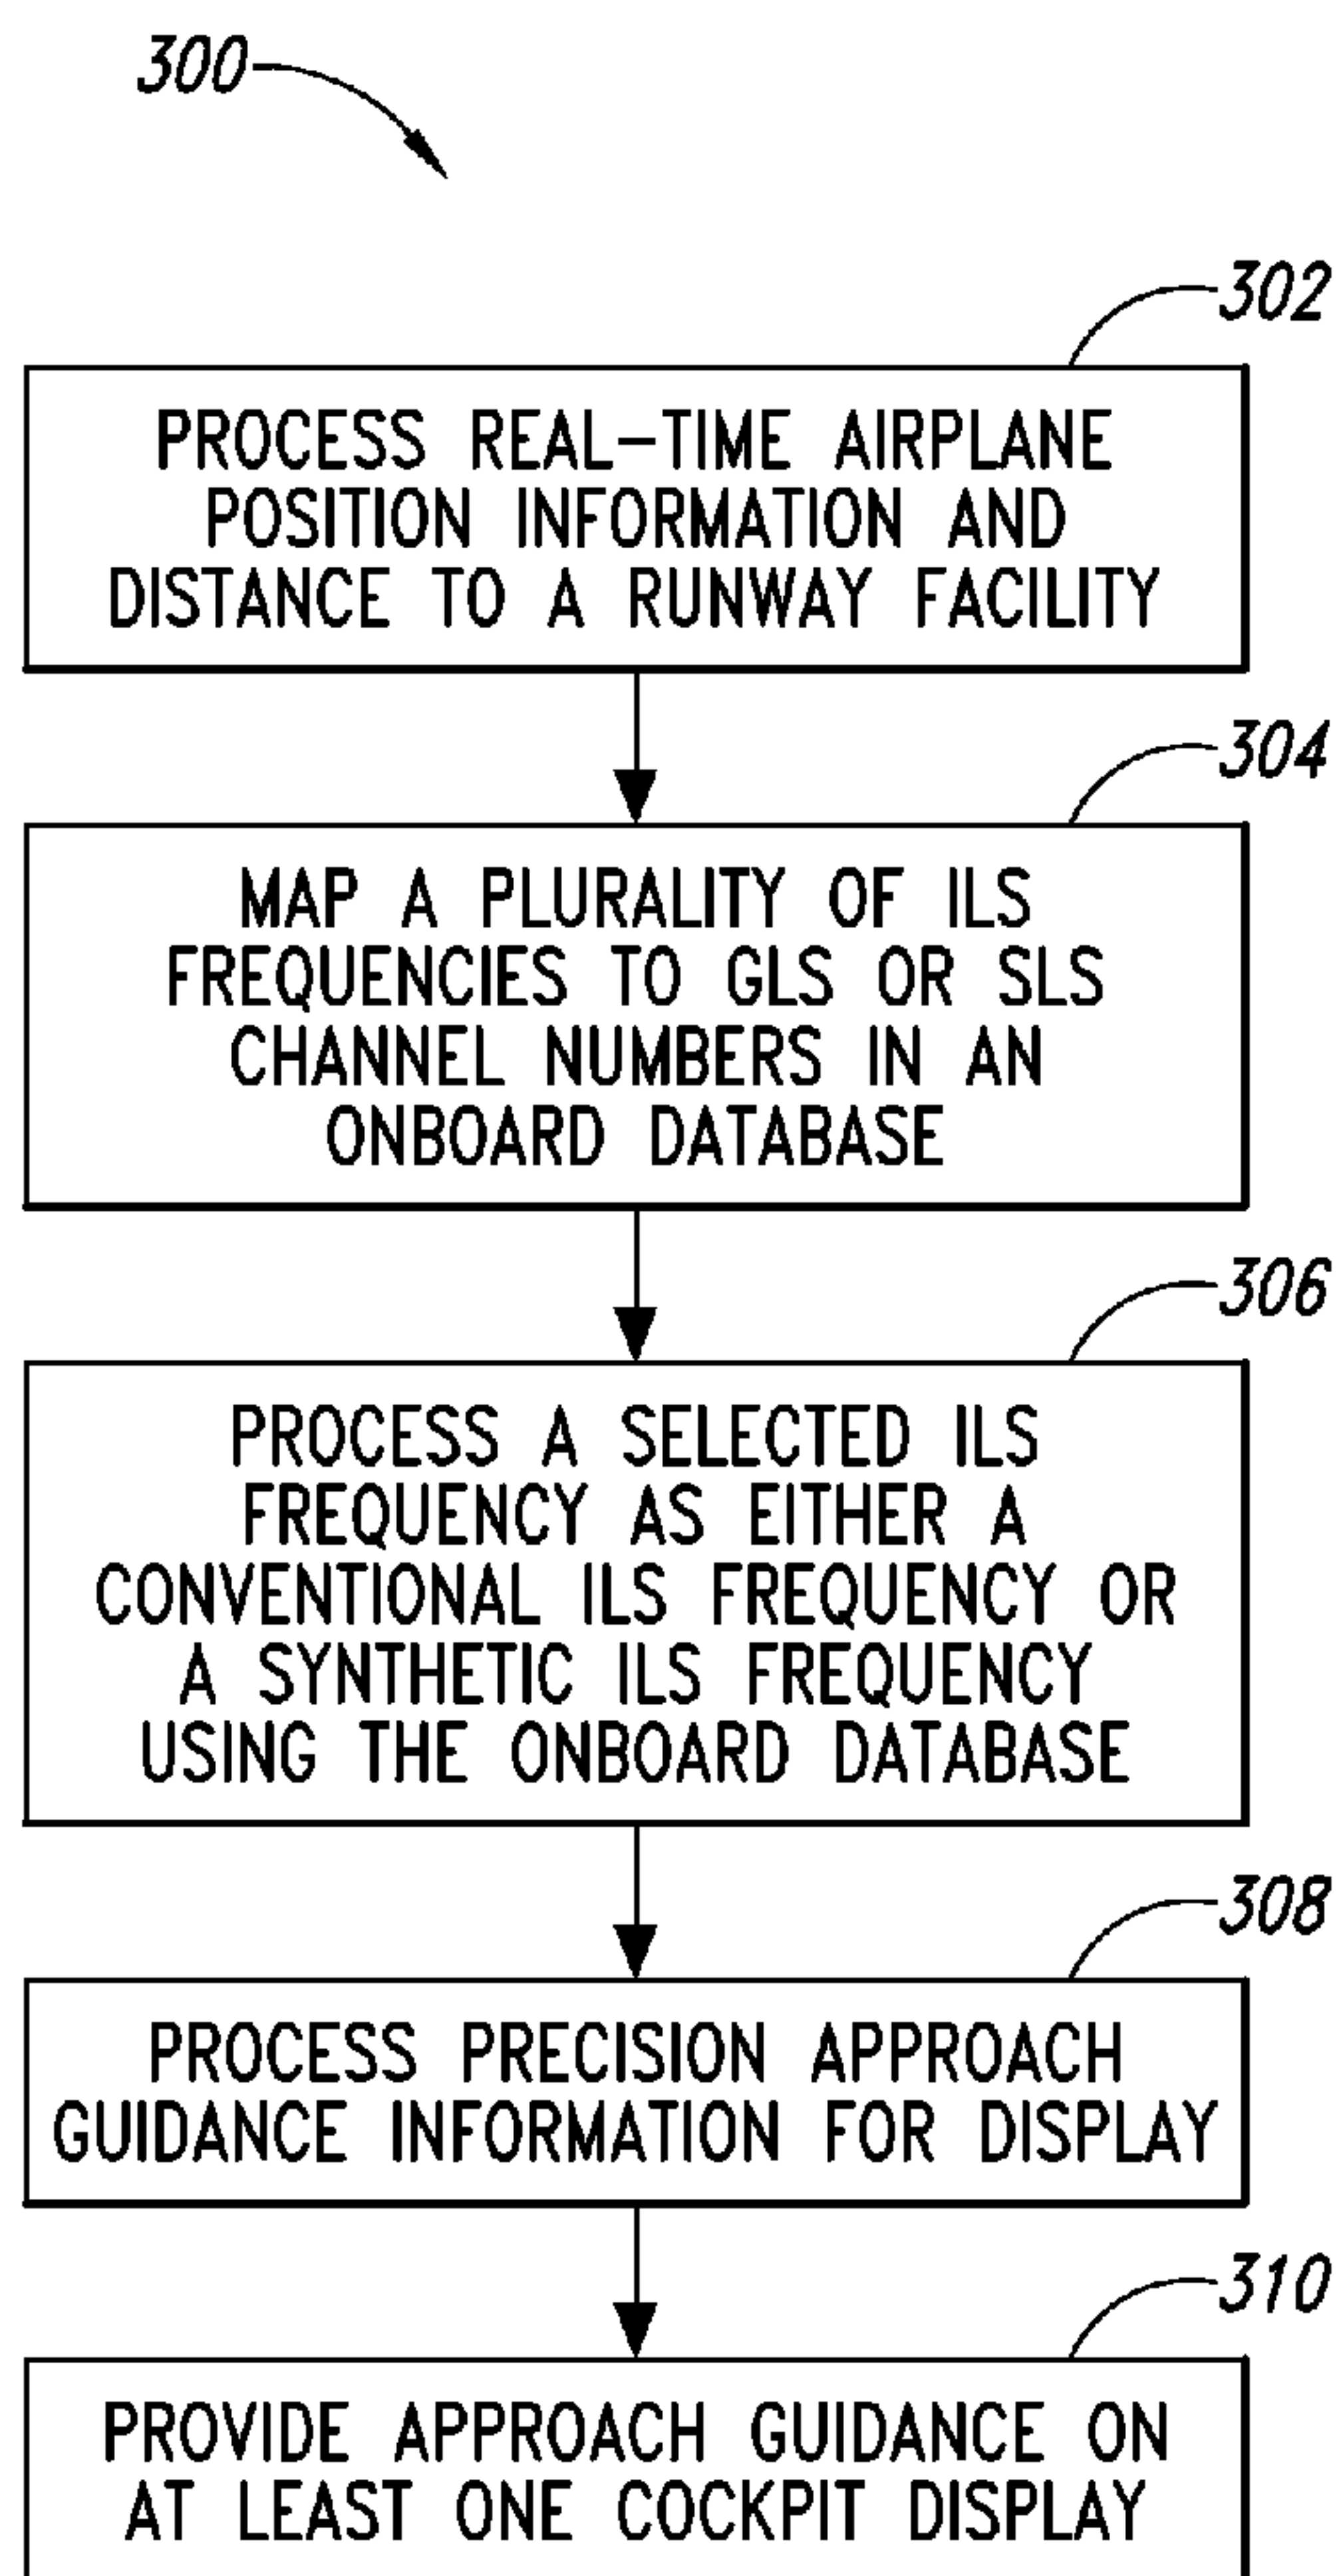 300
302
PROCESS REAL-TIME AIRPLANE
POSITION INFORMATION AND
DISTANCE TO A RUNWAY FACILITY
304
MAP A PLURALITY OF ILS
FREQUENCIES TO GLS OR SLS
CHANNEL NUMBERS IN AN
ONBOARD DATABASE
306
PROCESS A SELECTED ILS
FREQUENCY AS EITHER A
CONVENTIONAL ILS FREQUENCY OR
A SYNTHETIC ILS FREQUENCY
USING THE ONBOARD DATABASE
308
PROCESS PRECISION APPROACH
GUIDANCE INFORMATION FOR DISPLAY
310
PROVIDE APPROACH GUIDANCE ON
AT LEAST ONE COCKPIT DISPLAY